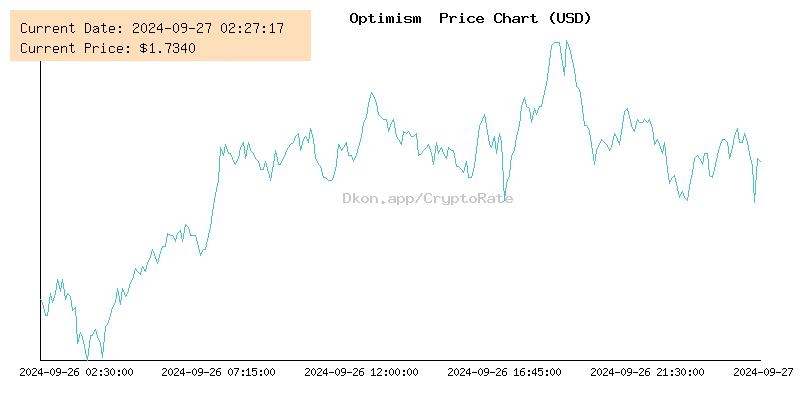 Optimism  Price Chart (USD)
Current Date: 2024-09-27 02:27:17
Current Price: $1.7340
Dkon.app/CryptoRate
2024-09-26 02:30:00 2024-09-26 07:15:00 2024-09-26 12:00:00 2024-09-26 16:45:00 2024-09-26 21:30:00 2024-09-27